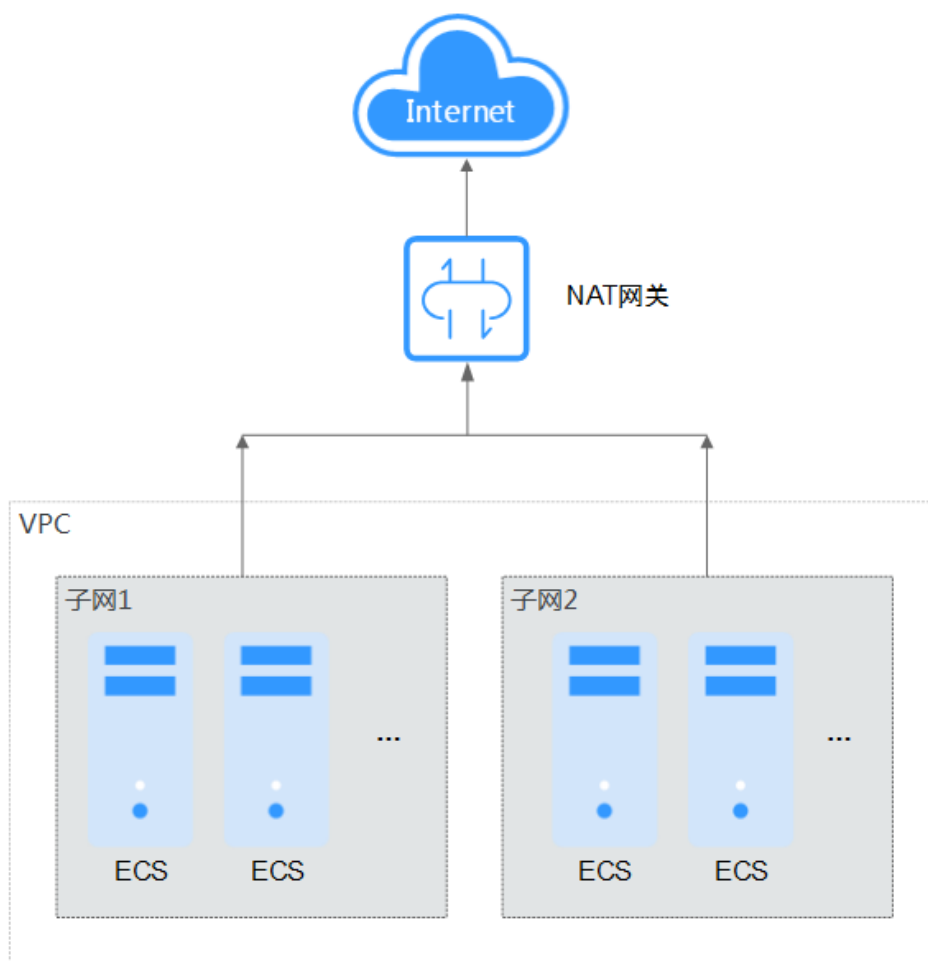 Internet
NAT网关
VPC
子网1
子网2
...
...
ECS
ECS
ECS
ECS